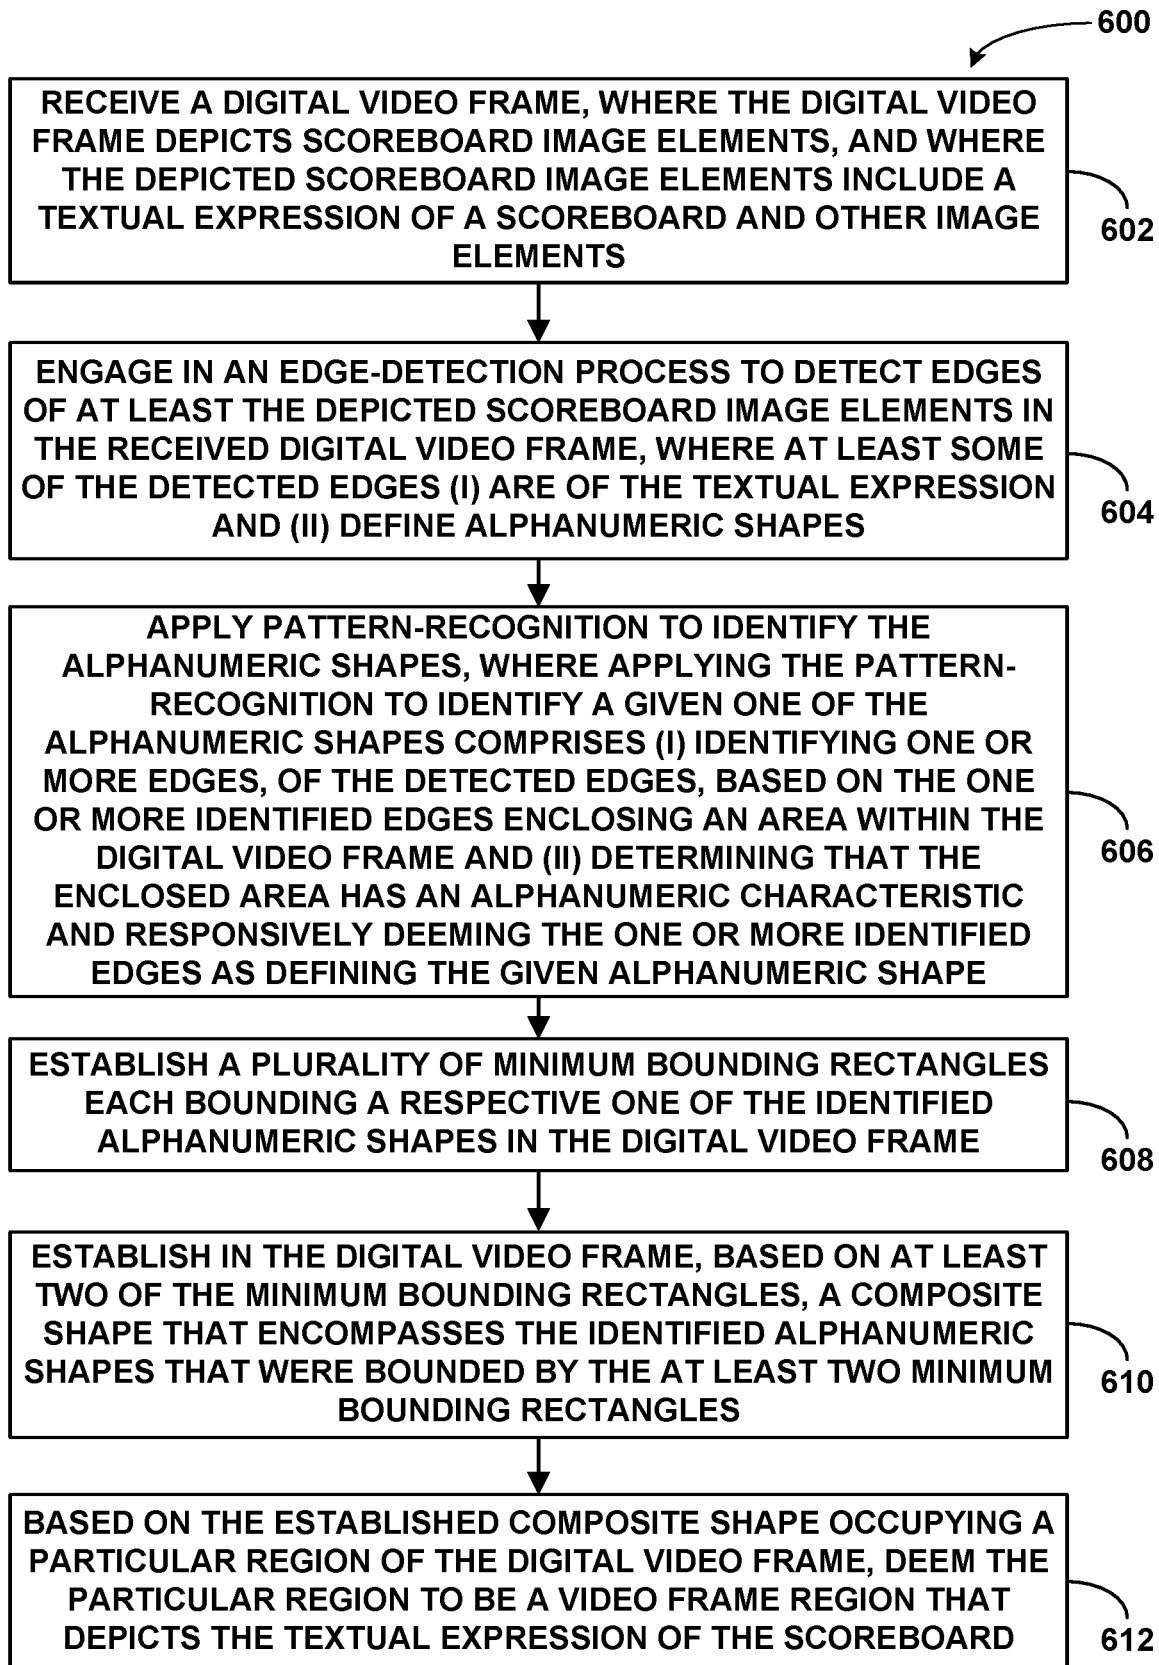 600
RECEIVE A DIGITAL VIDEO FRAME, WHERE THE DIGITAL VIDEO
FRAME DEPICTS SCOREBOARD IMAGE ELEMENTS, AND WHERE
THE DEPICTED SCOREBOARD IMAGE ELEMENTS INCLUDE A
TEXTUAL EXPRESSION OF A SCOREBOARD AND OTHER IMAGE
ELEMENTS
602
ENGAGE IN AN EDGE-DETECTION PROCESS TO DETECT EDGES
OF AT LEAST THE DEPICTED SCOREBOARD IMAGE ELEMENTS IN
THE RECEIVED DIGITAL VIDEO FRAME, WHERE AT LEAST SOME
OF THE DETECTED EDGES (I) ARE OF THE TEXTUAL EXPRESSION
AND (II) DEFINE ALPHANUMERIC SHAPES
604
APPLY PATTERN-RECOGNITION TO IDENTIFY THE
ALPHANUMERIC SHAPES, WHERE APPLYING THE PATTERN-
RECOGNITION TO IDENTIFY A GIVEN ONE OF THE
ALPHANUMERIC SHAPES COMPRISES (I) IDENTIFYING ONE OR
MORE EDGES, OF THE DETECTED EDGES, BASED ON THE ONE
OR MORE IDENTIFIED EDGES ENCLOSING AN AREA WITHIN THE
DIGITAL VIDEO FRAME AND (II) DETERMINING THAT THE
ENCLOSED AREA HAS AN ALPHANUMERIC CHARACTERISTIC
AND RESPONSIVELY DEEMING THE ONE OR MORE IDENTIFIED
EDGES AS DEFINING THE GIVEN ALPHANUMERIC SHAPE
606
ESTABLISH A PLURALITY OF MINIMUM BOUNDING RECTANGLES
EACH BOUNDING A RESPECTIVE ONE OF THE IDENTIFIED
ALPHANUMERIC SHAPES IN THE DIGITAL VIDEO FRAME
608
ESTABLISH IN THE DIGITAL VIDEO FRAME, BASED ON AT LEAST
TWO OF THE MINIMUM BOUNDING RECTANGLES, A COMPOSITE
SHAPE THAT ENCOMPASSES THE IDENTIFIED ALPHANUMERIC
SHAPES THAT WERE BOUNDED BY THE AT LEAST TWO MINIMUM
BOUNDING RECTANGLES
610
BASED ON THE ESTABLISHED COMPOSITE SHAPE OCCUPYING A
PARTICULAR REGION OF THE DIGITAL VIDEO FRAME, DEEM THE
PARTICULAR REGION TO BE A VIDEO FRAME REGION THAT
DEPICTS THE TEXTUAL EXPRESSION OF THE SCOREBOARD
612